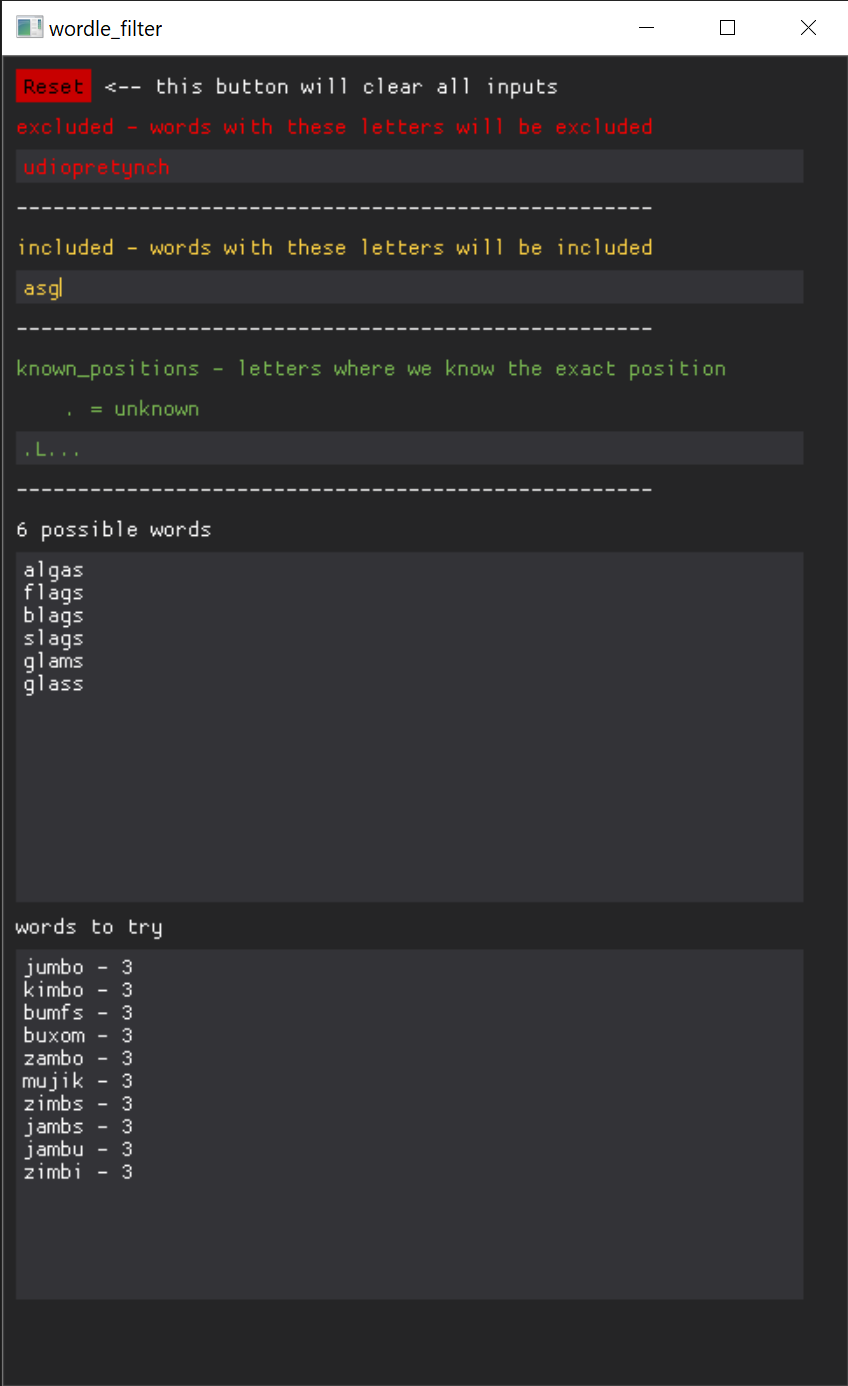 wordle_filter
Reset <-- this button will clear all inputs
excluded - words with these letters will be excluded
udiopretynch
----------------------------------------------------
included - words with these letters will be included
asg
----------------------------------------------------
known_positions - letters where we know the exact position
. = unknown
.L...
----------------------------------------------------
6 possible words
algas
flags
blags
slags
glams
glass
words to try
jumbo - 3
kimbo - 3
bumfs - 3
buxom - 3
zambo - 3
mujik - 3
zimbs - 3
jambs - 3
jambu - 3
zimbi - 3